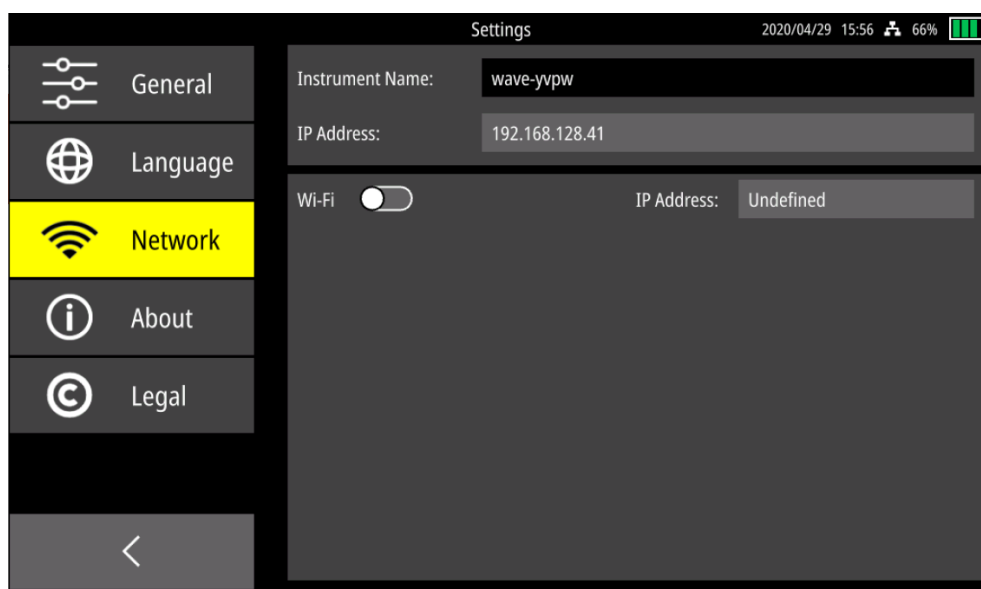 Settings
2020/04/29 15:56 66%
General
Language
Network
About
Legal
Instrument Name: wave-yvpw
IP Address: 192.168.128.41
Wi-Fi IP Address: Undefined